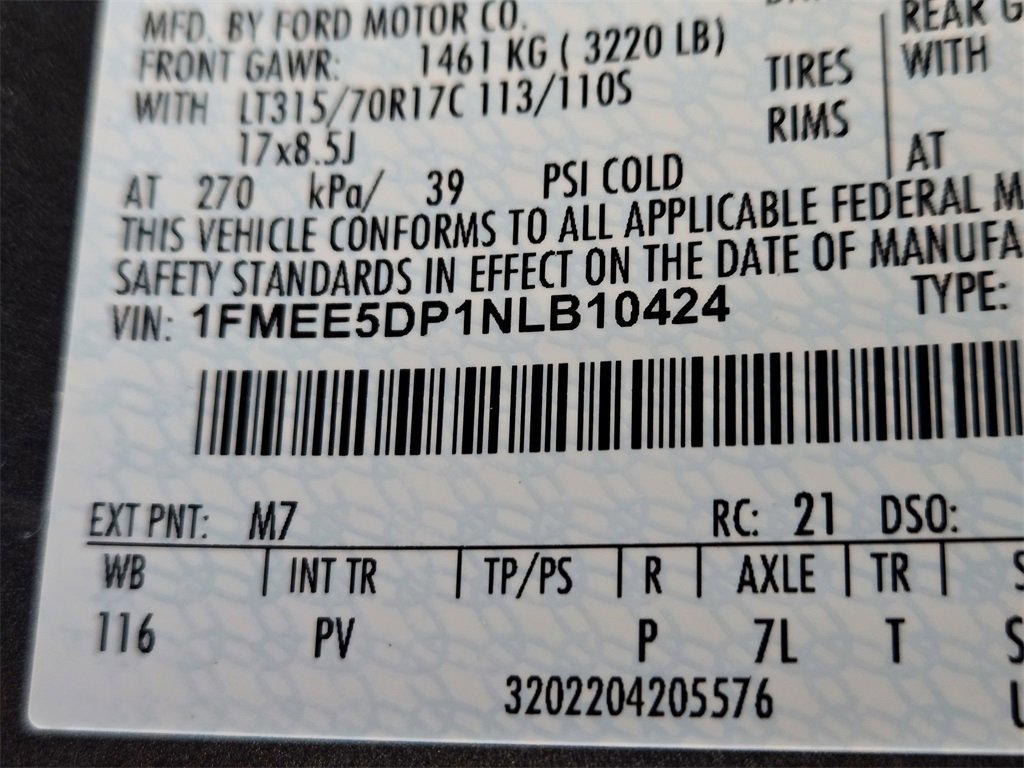 MFD. BY FORD MOTOR CO.
FRONT GAWR: 1461 KG ( 3220 LB) REAR
WITH LT315/70R17C 113/110S TIRES WITH
17x8.5J RIMS
AT 270 kPa/ 39 PSI COLD AT
THIS VEHICLE CONFORMS TO ALL APPLICABLE FEDERAL M
SAFETY STANDARDS IN EFFECT ON THE DATE OF MANUFA
VIN: 1FMEE5DP1NLB10424 TYPE:
EXT PNT: M7 RC: 21 DSO:
WB INT TR TP/PS R AXLE TR S
116 PV P 7L T S
3202204205576